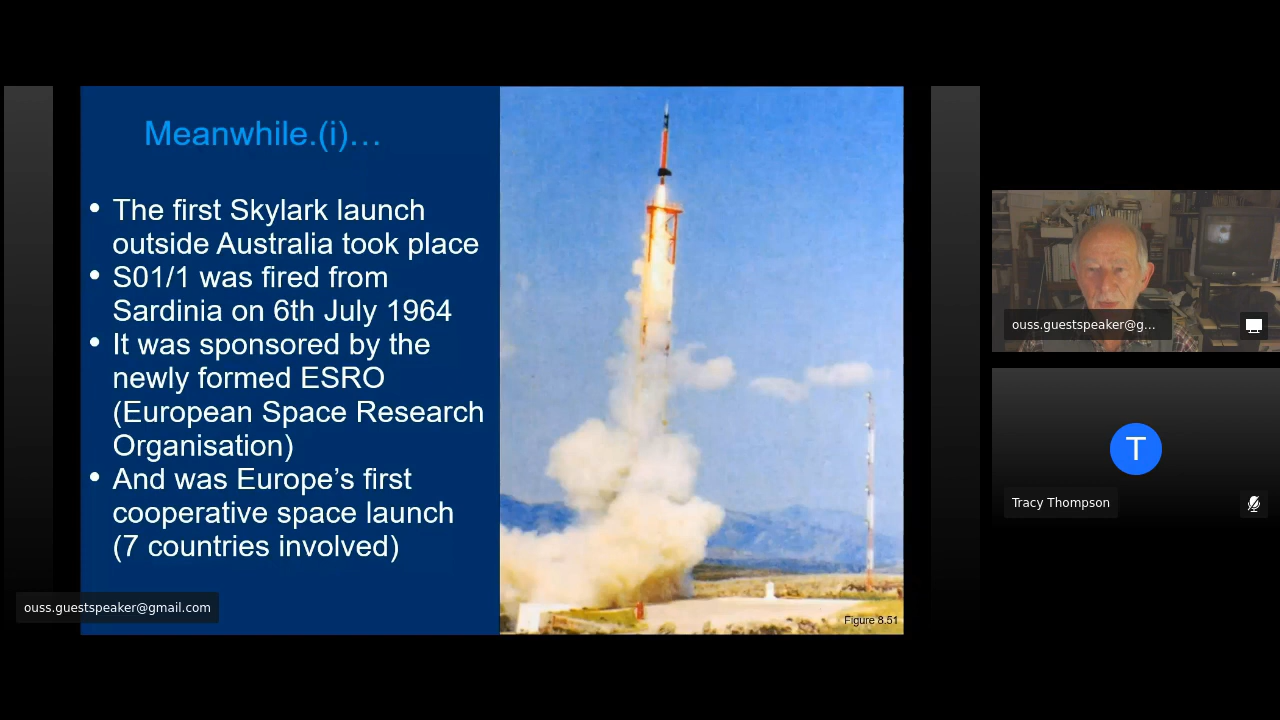 Meanwhile.(i)...
• The first Skylark launch
outside Australia took place
• S01/1 was fired from
Sardinia on 6th July 1964
• It was sponsored by the
newly formed ESRO
(European Space Research
Organisation)
• And was Europe’s first
cooperative space launch
(7 countries involved)
Figure 8.51
ouss.guestspeaker@gmail.com
ouss.guestspeaker@g...
T
Tracy Thompson